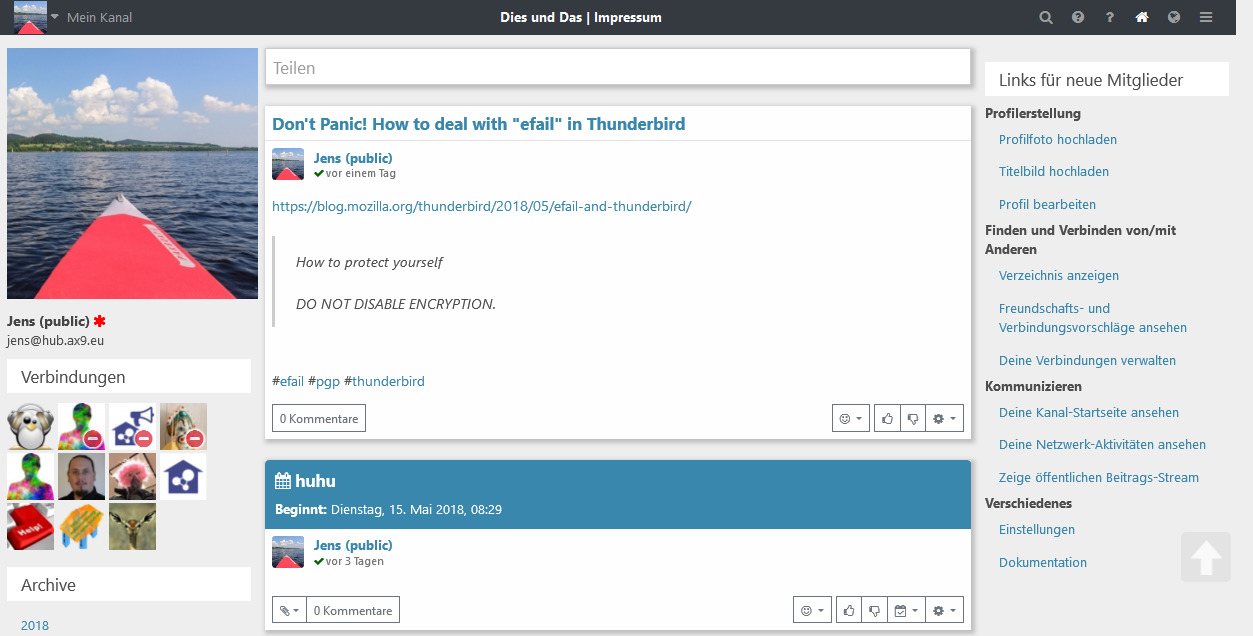 Mein Kanal
Dies und Das | Impressum
Jens (public)
jens@hub.ax9.eu
Verbindungen
Help!
Archive
2018
Teilen
Don't Panic! How to deal with "efail" in Thunderbird
Jens (public)
vor einem Tag
https://blog.mozilla.org/thunderbird/2018/05/efail-and-thunderbird/
How to protect yourself
DO NOT DISABLE ENCRYPTION.
#efail #pgp #thunderbird
0 Kommentare
huhu
Beginnt: Dienstag, 15. Mai 2018, 08:29
Jens (public)
vor 3 Tagen
0 Kommentare
Links für neue Mitglieder
Profilerstellung
Profilfoto hochladen
Titelbild hochladen
Profil bearbeiten
Finden und Verbinden von/mit
Anderen
Verzeichnis anzeigen
Freundschafts- und
Verbindungsvorschläge ansehen
Deine Verbindungen verwalten
Kommunizieren
Deine Kanal-Startseite ansehen
Deine Netzwerk-Aktivitäten ansehen
Zeige öffentlichen Beitrags-Stream
Verschiedenes
Einstellungen
Dokumentation